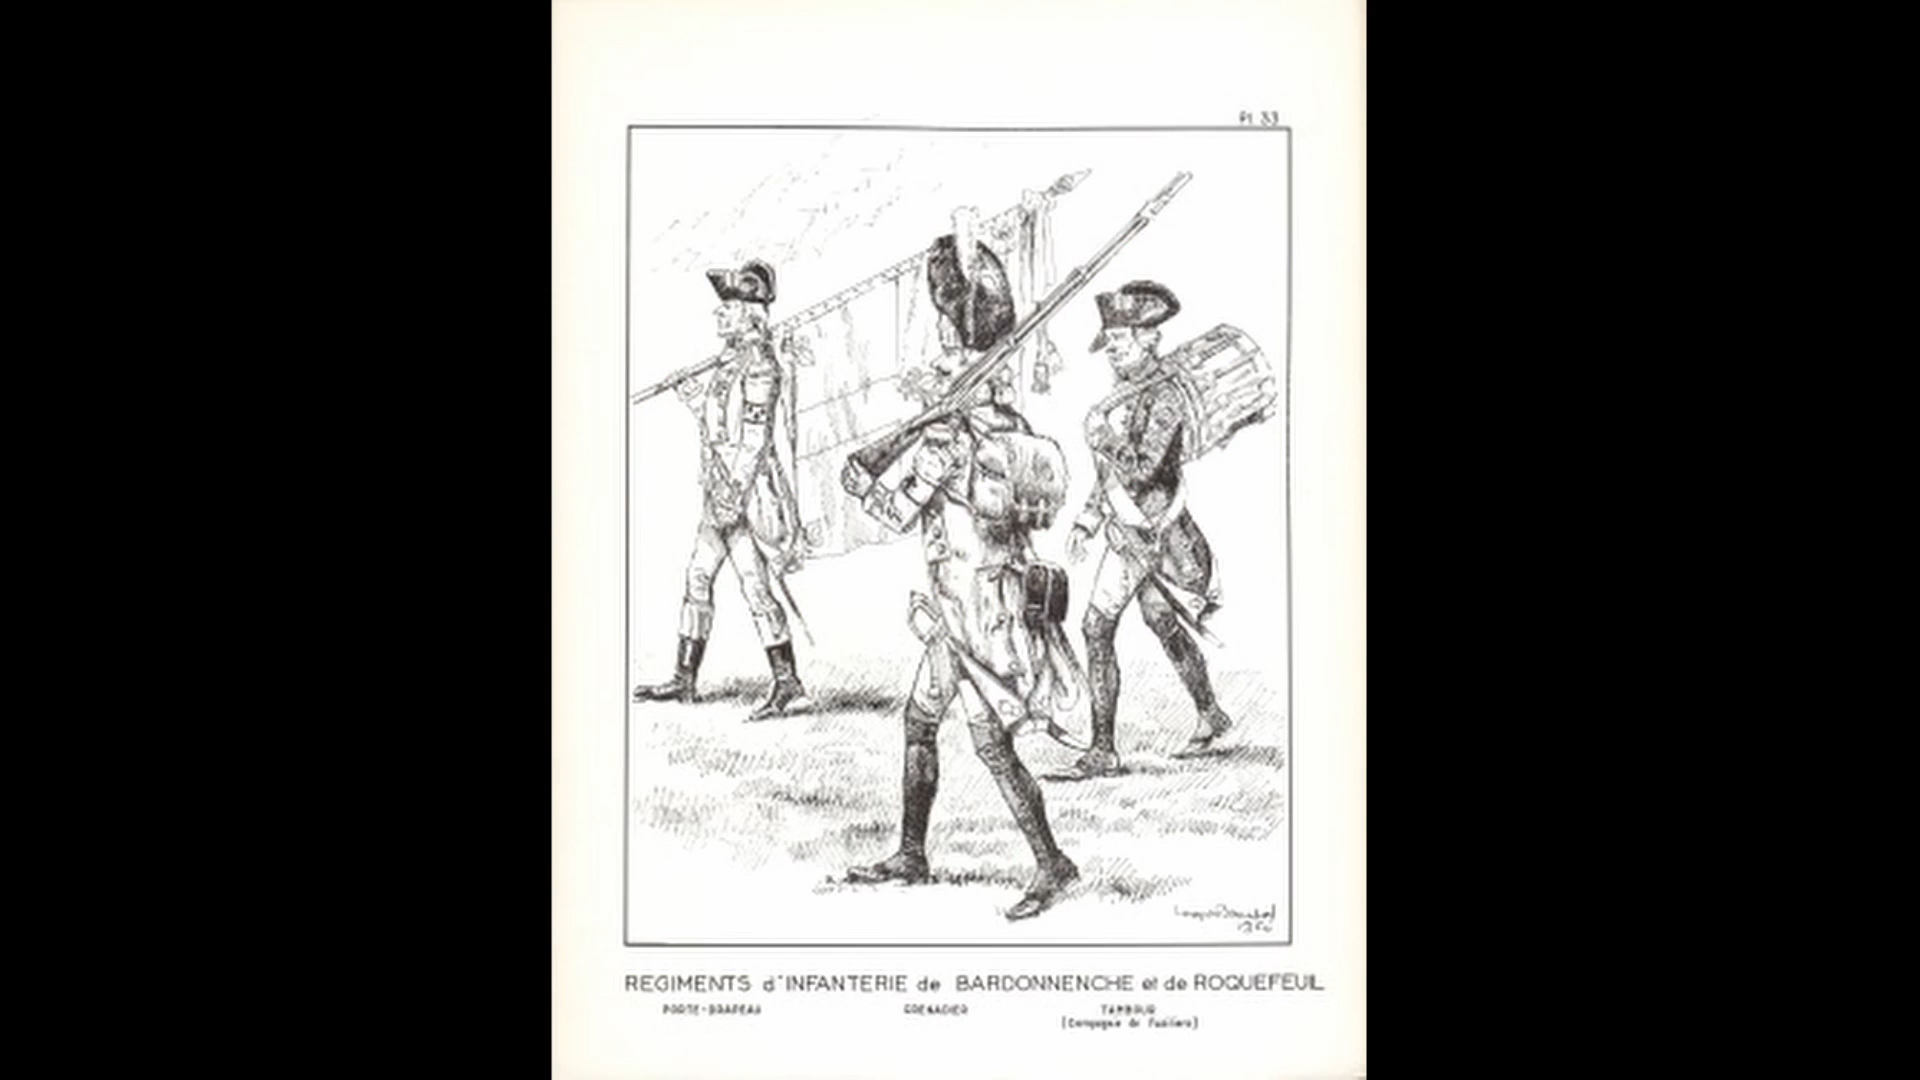 Pl. 33
REGIMENTS d'INFANTERIE de BARDONNENCHE et de ROQUEFEUIL
PORTE-DRAPEAU GRENADIER TAMBOUR
(Compagnie de Fusiliers)